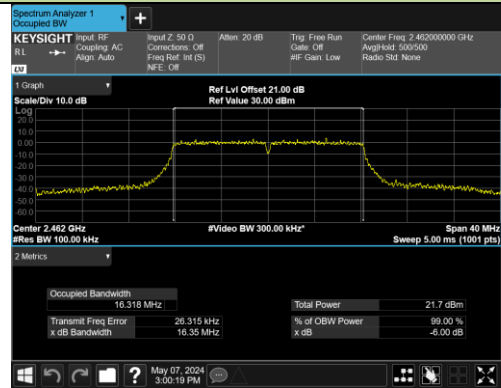 Spectrum Analyzer 1
Occupied BW
+
KEYSIGHT
RL
LXI
Input: RF
Coupling: AC
Align: Auto
Input Z: 50 Ω
Corrections: Off
Freq Ref: Int (S)
NFE: Off
Atten: 20 dB
Trig: Free Run
Gate: Off
#IF Gain: Low
Center Freq: 2.462000000 GHz
Avg|Hold: 500/500
Radio Std: None
1 Graph
Scale/Div 10.0 dB
Ref Lvl Offset 21.00 dB
Ref Value 30.00 dBm
Log
20.0
10.0
0.00
-10.0
-20.0
-30.0
-40.0
-50.0
-60.0
Center 2.462 GHz
#Res BW 100.00 kHz
#Video BW 300.00 kHz*
Span 40 MHz
Sweep 5.00 ms (1001 pts)
2 Metrics
Occupied Bandwidth
16.318 MHz
Total Power 21.7 dBm
Transmit Freq Error 26.315 kHz
% of OBW Power 99.00 %
x dB Bandwidth 16.35 MHz
x dB -6.00 dB
?
May 07, 2024
3:00:19 PM